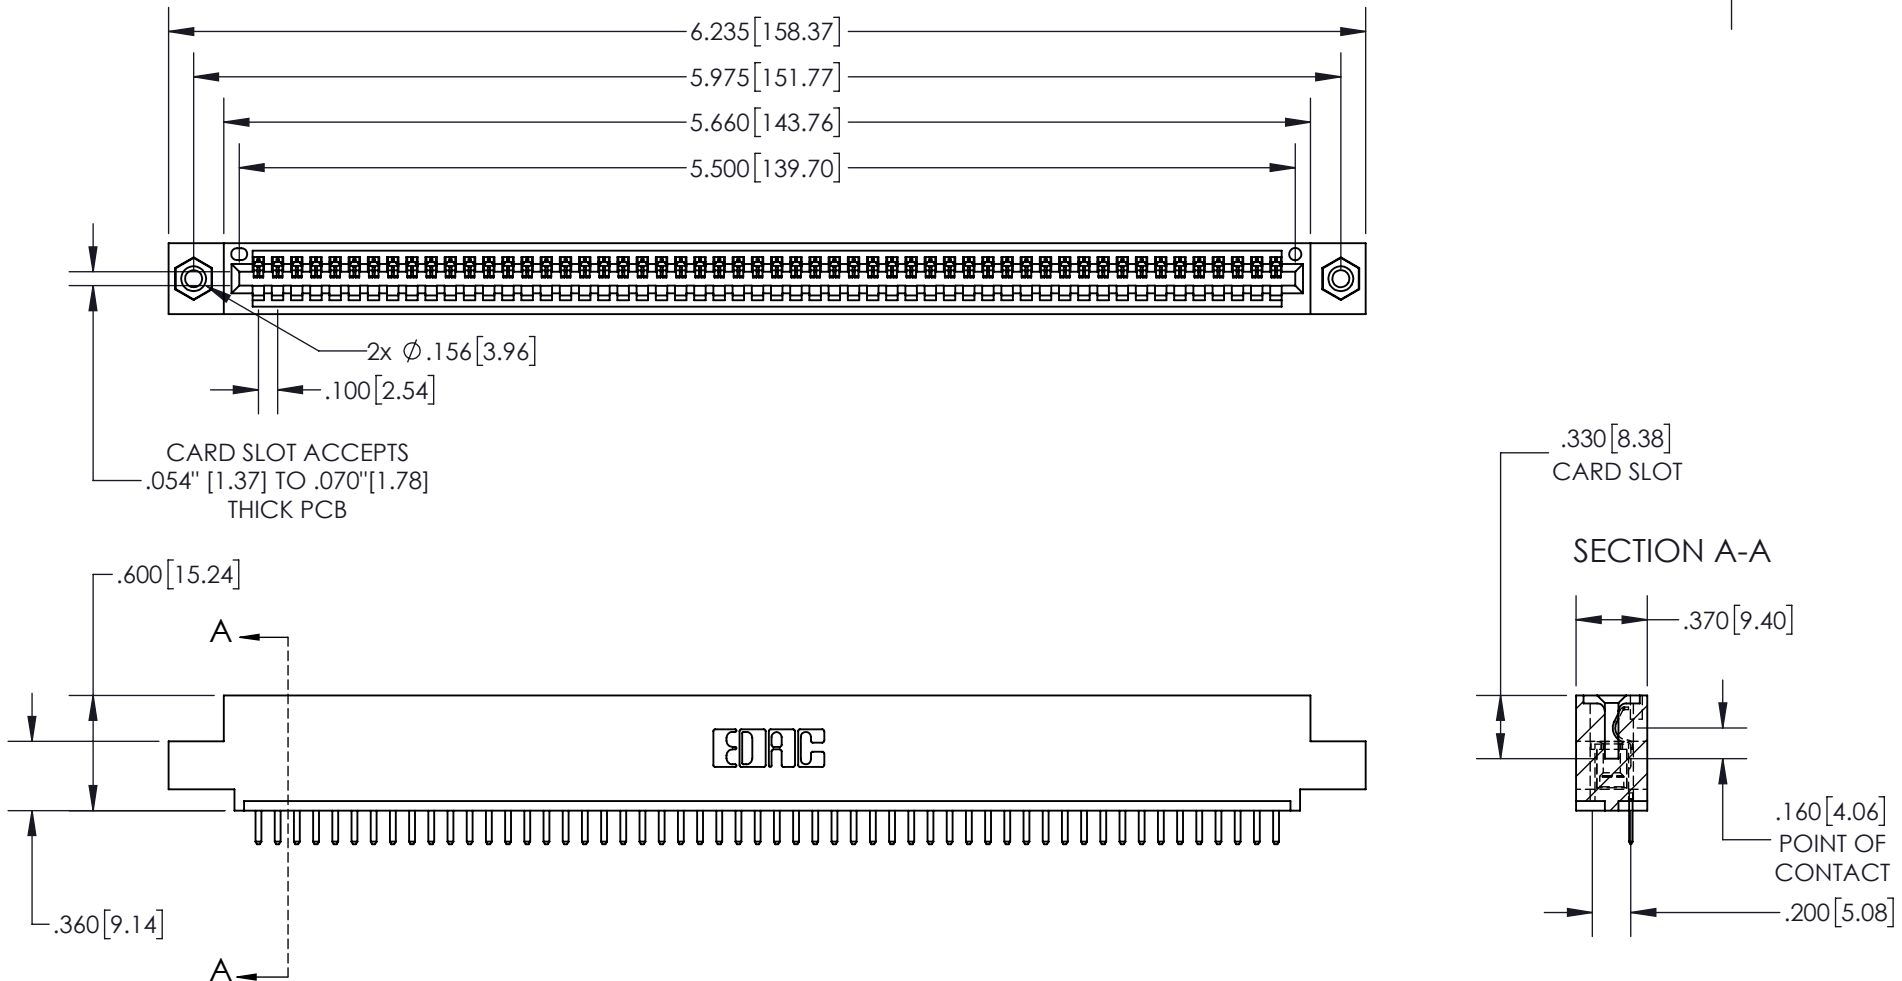 6.235[158.37]
5.975[151.77]
5.660[143.76]
5.500[139.70]
2x Ø.156[3.96]
.100[2.54]
CARD SLOT ACCEPTS
.054" [1.37] TO .070"[1.78]
THICK PCB
.330[8.38]
CARD SLOT
SECTION A-A
.600[15.24]
.370[9.40]
A
EDAC
.160[4.06]
POINT OF
CONTACT
.200[5.08]
.360[9.14]
A